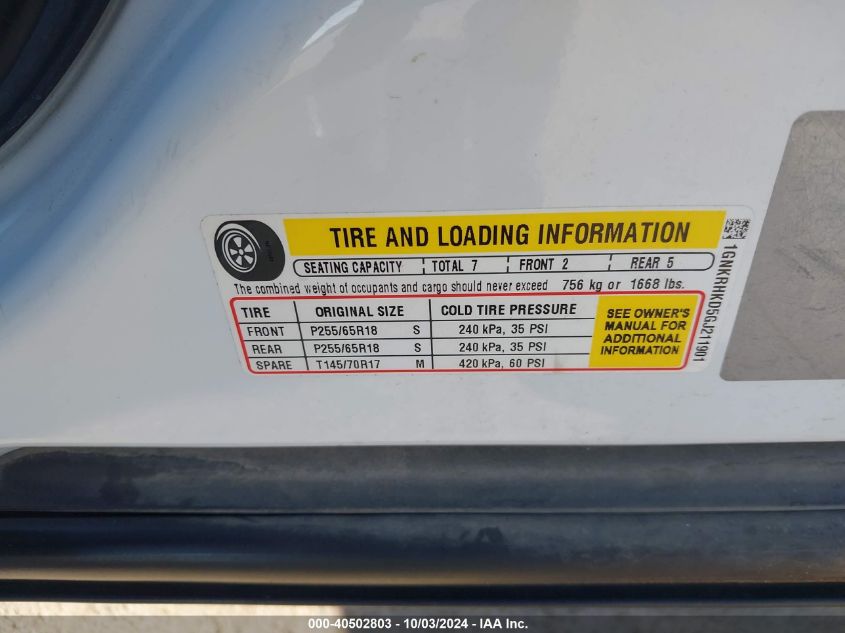 TIRE AND LOADING INFORMATION
SEATING CAPACITY TOTAL 7 FRONT 2 REAR 5
The combined weight of occupants and cargo should never exceed 756 kg or 1668 lbs.
TIRE ORIGINAL SIZE COLD TIRE PRESSURE
FRONT P255/65R18 S 240 kPa, 35 PSI
REAR P255/65R18 S 240 kPa, 35 PSI
SPARE T145/70R17 M 420 kPa, 60 PSI
SEE OWNER'S
MANUAL FOR
ADDITIONAL
INFORMATION
1GNKRHKD5GJ211901
000-40502803 - 10/03/2024 - IAA Inc.